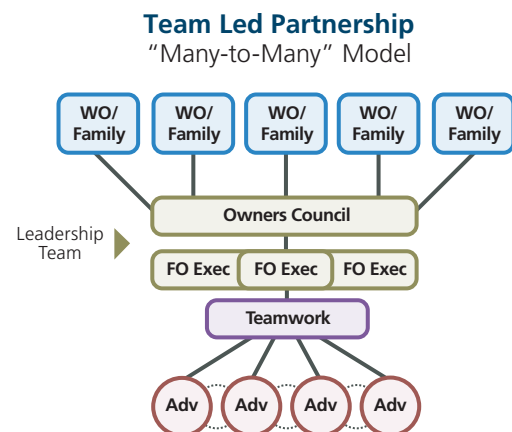 Team Led Partnership
“Many-to-Many” Model
WO/ WO/ WO/ WO/ WO/
Family Family Family Family Family
Owners Council
Leadership
Team
FO Exec FO Exec FO Exec
Teamwork
Adv Adv Adv Adv